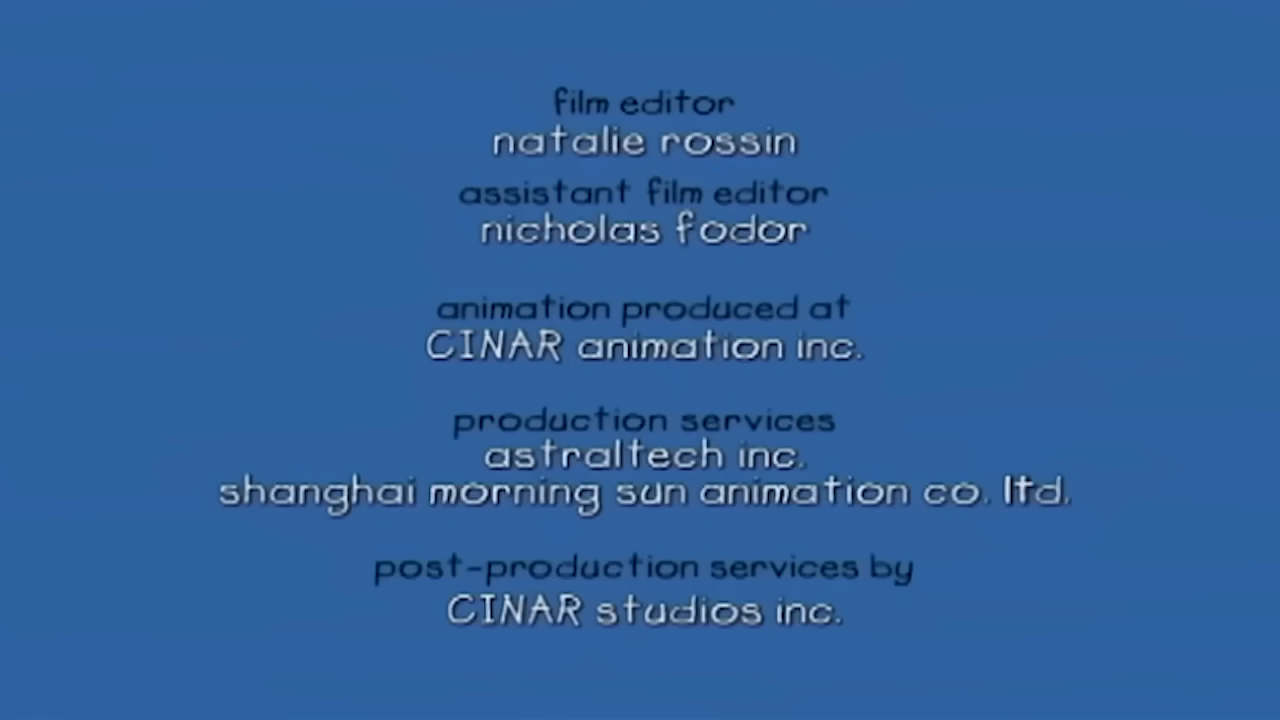 film editor
natalie rossin
assistant film editor
nicholas fodor
animation produced at
CINAR animation inc.
production services
astraltech inc.
shanghai morning sun animation co. ltd.
post-production services by
CINAR studios inc.